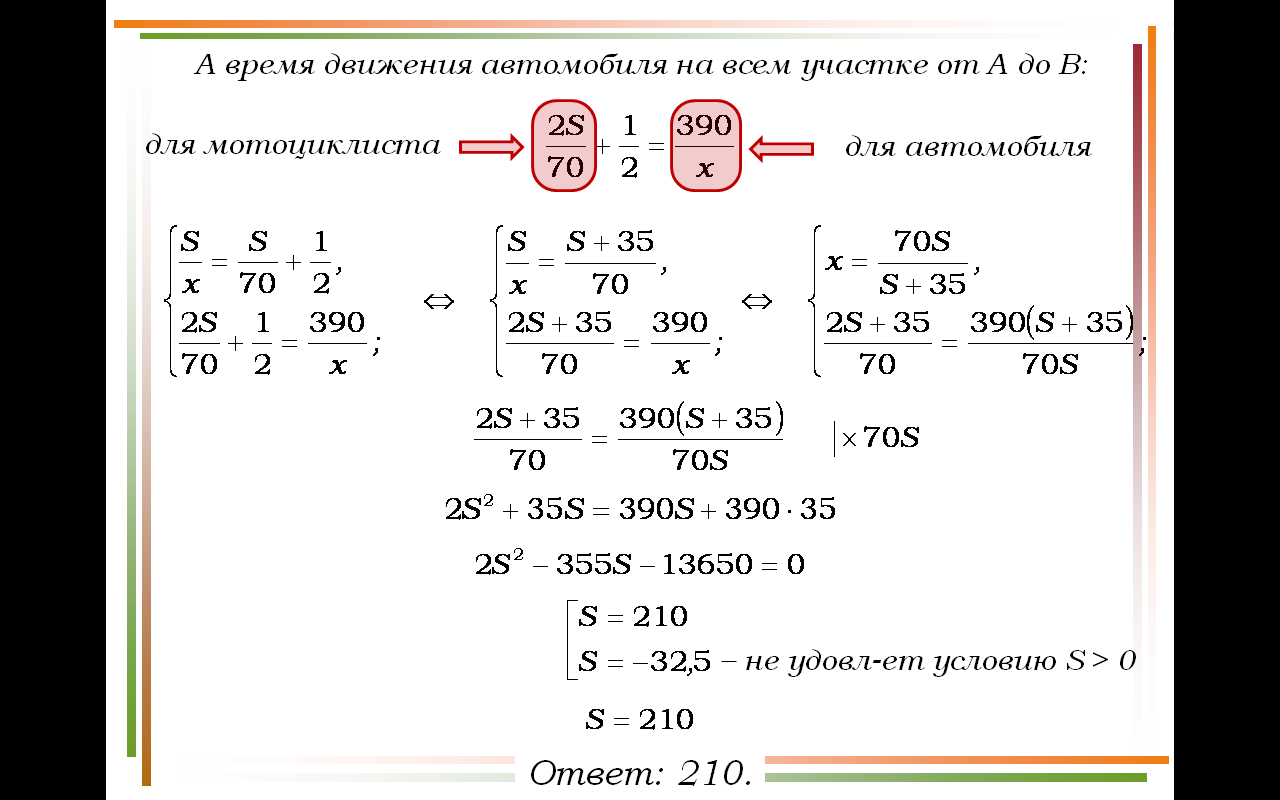 А время движения автомобиля на всем участке от А до В:
для мотоциклиста 2S/70 + 1/2 = 390/x для автомобиля
{ S/x = S/70 + 1/2, ⇔ { S/x = (S + 35)/70, ⇔ { x = 70S/(S + 35),
2S/70 + 1/2 = 390/x; (2S + 35)/70 = 390/x; (2S + 35)/70 = 390(S + 35)/70S;
(2S + 35)/70 = 390(S + 35)/70S |×70S
2S² + 35S = 390S + 390 · 35
2S² − 355S − 13650 = 0
[ S = 210
S = −32,5 – не удовл-ет условию S > 0
S = 210
Ответ: 210.